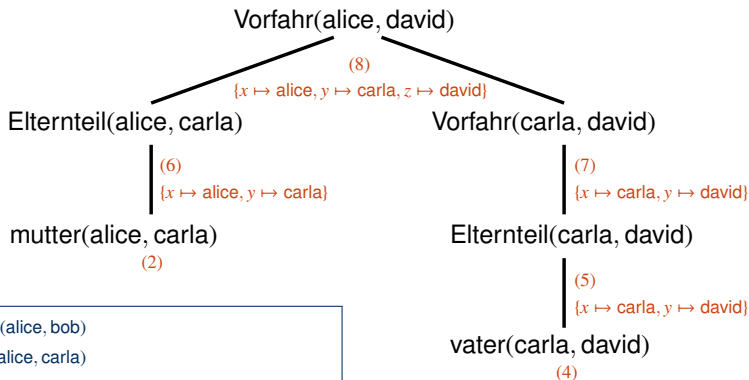 Vorfahr(alice, david)
(8)
{x ↦ alice, y ↦ carla, z ↦ david}
Elternteil(alice, carla) Vorfahr(carla, david)
(6) (7)
{x ↦ alice, y ↦ carla} {x ↦ carla, y ↦ david}
mutter(alice, carla) Elternteil(carla, david)
(2)
(5)
{x ↦ carla, y ↦ david}
(alice, bob)
alice, carla)
vater(carla, david)
(4)